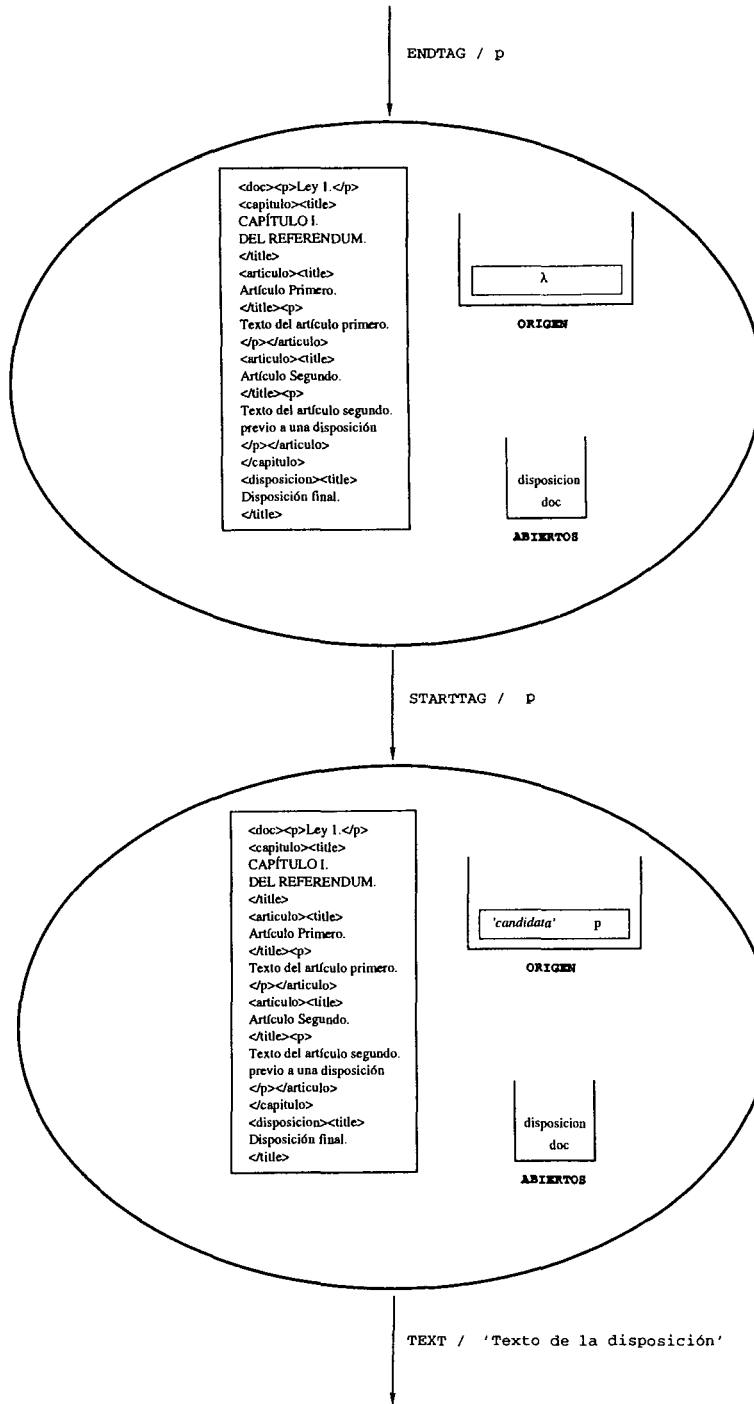 ENDTAG / p
<doc><p>Ley 1.</p>
<capitulo><title>
CAPÍTULO I.
DEL REFERENDUM.
</title>
<articulo><title>
Artículo Primero.
</title><p>
Texto del artículo primero.
</p></articulo>
<articulo><title>
Artículo Segundo.
</title><p>
Texto del artículo segundo.
previo a una disposición
</p></articulo>
</capitulo>
<disposicion><title>
Disposición final.
</title>
λ
ORIGEN
disposicion
doc
ABIERTOS
STARTTAG / p
<doc><p>Ley 1.</p>
<capitulo><title>
CAPÍTULO I.
DEL REFERENDUM.
</title>
<articulo><title>
Artículo Primero.
</title><p>
Texto del artículo primero.
</p></articulo>
<articulo><title>
Artículo Segundo.
</title><p>
Texto del artículo segundo.
previo a una disposición
</p></articulo>
</capitulo>
<disposicion><title>
Disposición final.
</title>
'candidata' p
ORIGEN
disposicion
doc
ABIERTOS
TEXT / 'Texto de la disposición'